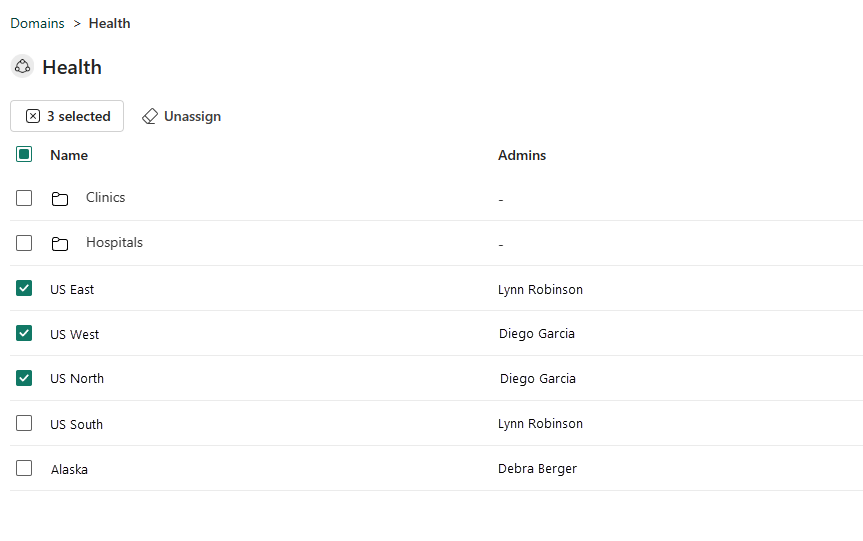 Domains > Health
Health
3 selected Unassign
Name Admins
Clinics -
Hospitals -
US East Lynn Robinson
US West Diego Garcia
US North Diego Garcia
US South Lynn Robinson
Alaska Debra Berger